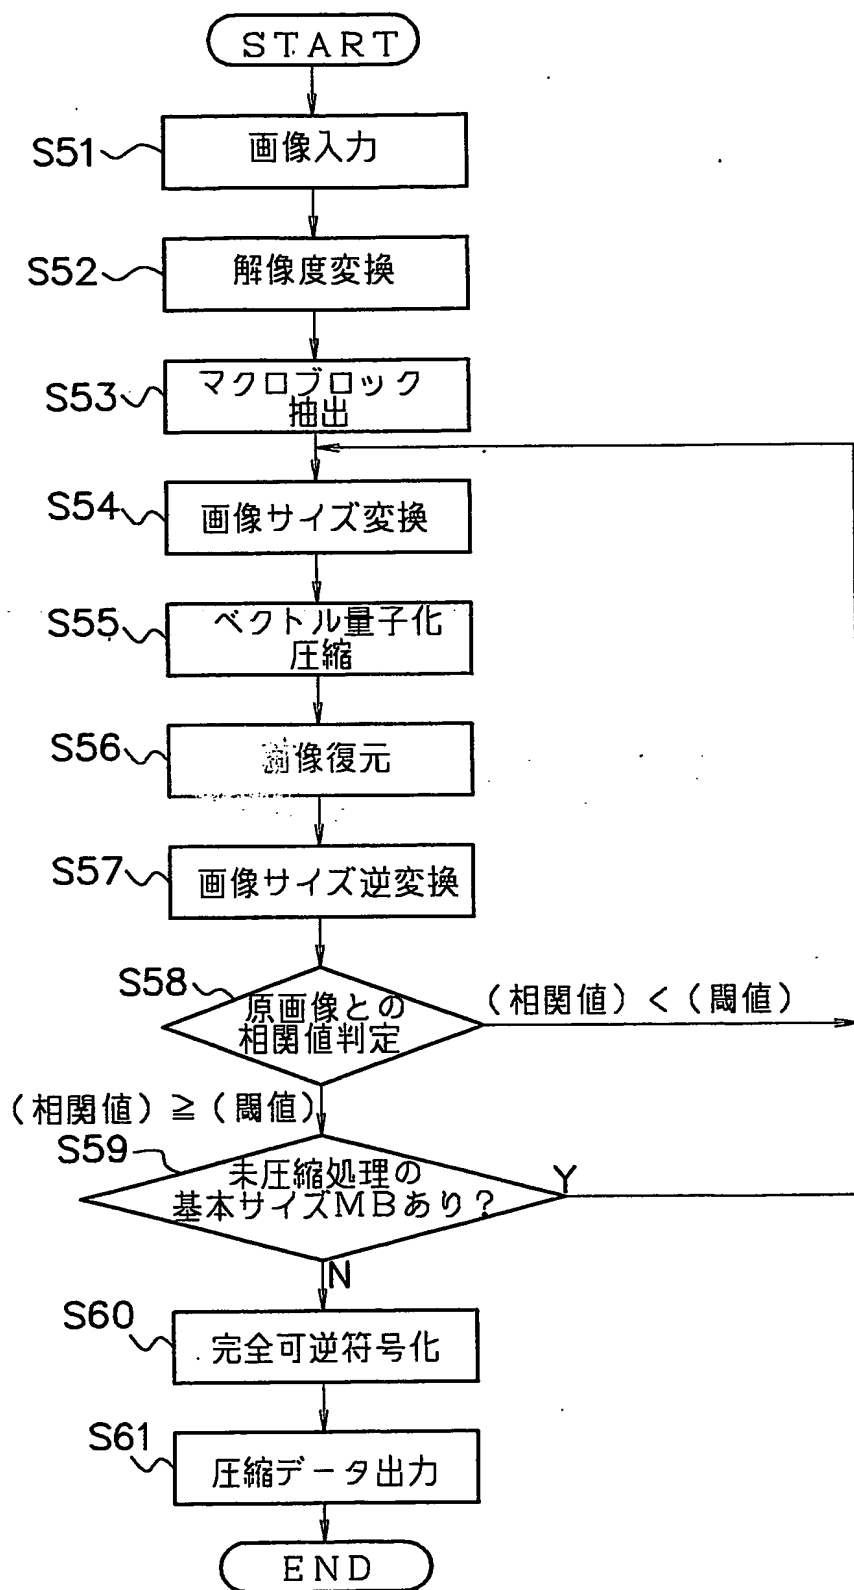 START
S51
画像入力
S52
解像度変換
S53
マクロブロック
抽出
S54
画像サイズ変換
S55
ベクトル量子化
圧縮
S56
画像復元
S57
画像サイズ逆変換
S58
原画像との
相関値判定
(相関値)<(閾値)
(相関値)≧(閾値)
S59
未圧縮処理の
基本サイズMBあり?
Y
N
S60
完全可逆符号化
S61
圧縮データ出力
END